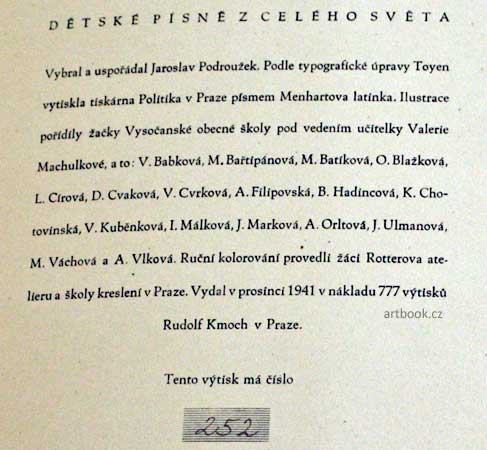 DĚTSKÉ PÍSNĚ Z CELÉHO SVĚTA
Vybral a uspořádal Jaroslav Podroužek. Podle typografické úpravy Toyen
vytiskla tiskárna Politika v Praze písmem Menhartova latinka. Ilustrace
pořídily žačky Vysočanské obecné školy pod vedením učitelky Valerie
Machulkové, a to: V. Babková, M. Bartipánová, M. Batíková, O. Blažková,
L. Círová, D. Cvaková, V. Cvrková, A. Filipovská, B. Hadincová, K. Cho-
tovinská, V. Kuběnková, I. Málková, J. Marková, A. Orltová, J. Ulmanová,
M. Váchová a A. Vlková. Ruční kolorování provedli žáci Rotterova ate-
lieru a školy kreslení v Praze. Vydal v prosinci 1941 v nákladu 777 výtisků
artbook.cz
Rudolf Kmoch v Praze.
Tento výtisk má číslo
252